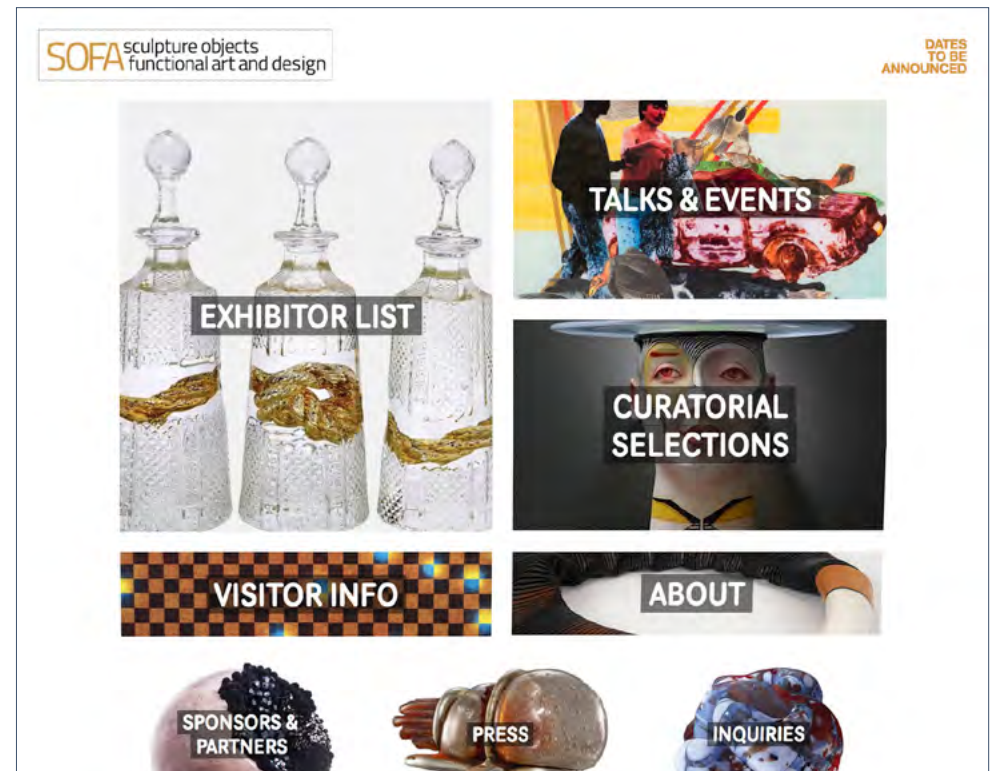 SOFA sculpture objects
functional art and design
DATES
TO BE
ANNOUNCED
EXHIBITOR LIST
TALKS & EVENTS
CURATORIAL
SELECTIONS
VISITOR INFO
ABOUT
SPONSORS &
PARTNERS
PRESS
INQUIRIES